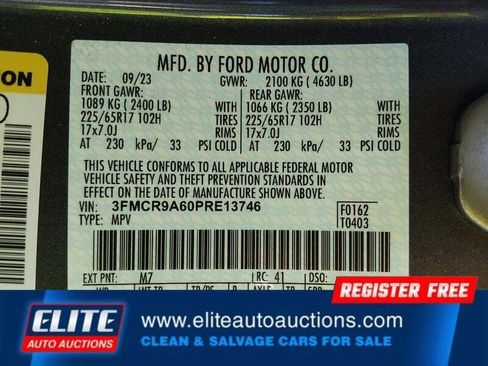 MFD. BY FORD MOTOR CO.
DATE: 09/23 GVWR: 2100 KG ( 4630 LB)
FRONT GAWR: REAR GAWR:
1089 KG ( 2400 LB) WITH 1066 KG ( 2350 LB) WITH
225/65R17 102H TIRES 225/65R17 102H TIRES
17x7.0J RIMS 17x7.0J RIMS
AT 230 kPa/ 33 PSI COLD AT 230 kPa/ 33 PSI COLD
THIS VEHICLE CONFORMS TO ALL APPLICABLE FEDERAL MOTOR
VEHICLE SAFETY AND THEFT PREVENTION STANDARDS IN
EFFECT ON THE DATE OF MANUFACTURE SHOWN ABOVE.
VIN: 3FMCR9A60PRE13746 F0162
TYPE: MPV T0403
EXT PNT: M7 RC: 41 DSO:
REGISTER FREE
ELITE
AUTO AUCTIONS
www.eliteautoauctions.com
CLEAN & SALVAGE CARS FOR SALE